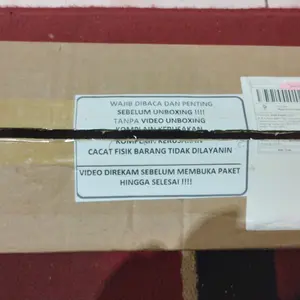 WAJIB DIBACA DAN PENTING
SEBELUM UNBOXING !!!!
TANPA VIDEO UNBOXING
KOMPLAIN KERUSAKAN
CACAT FISIK BARANG TIDAK DILAYANIN
VIDEO DIREKAM SEBELUM MEMBUKA PAKET
HINGGA SELESAI !!!!